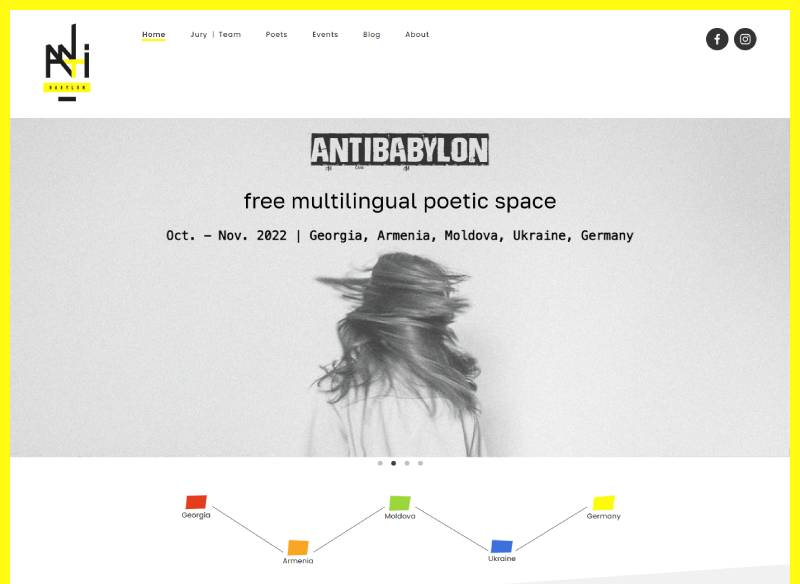 ANTi
BABYLON
Home
Jury | Team
Poets
Events
Blog
About
ANTIBABYLON
free multilingual poetic space
Oct. – Nov. 2022 | Georgia, Armenia, Moldova, Ukraine, Germany
Georgia
Moldova
Germany
Armenia
Ukraine